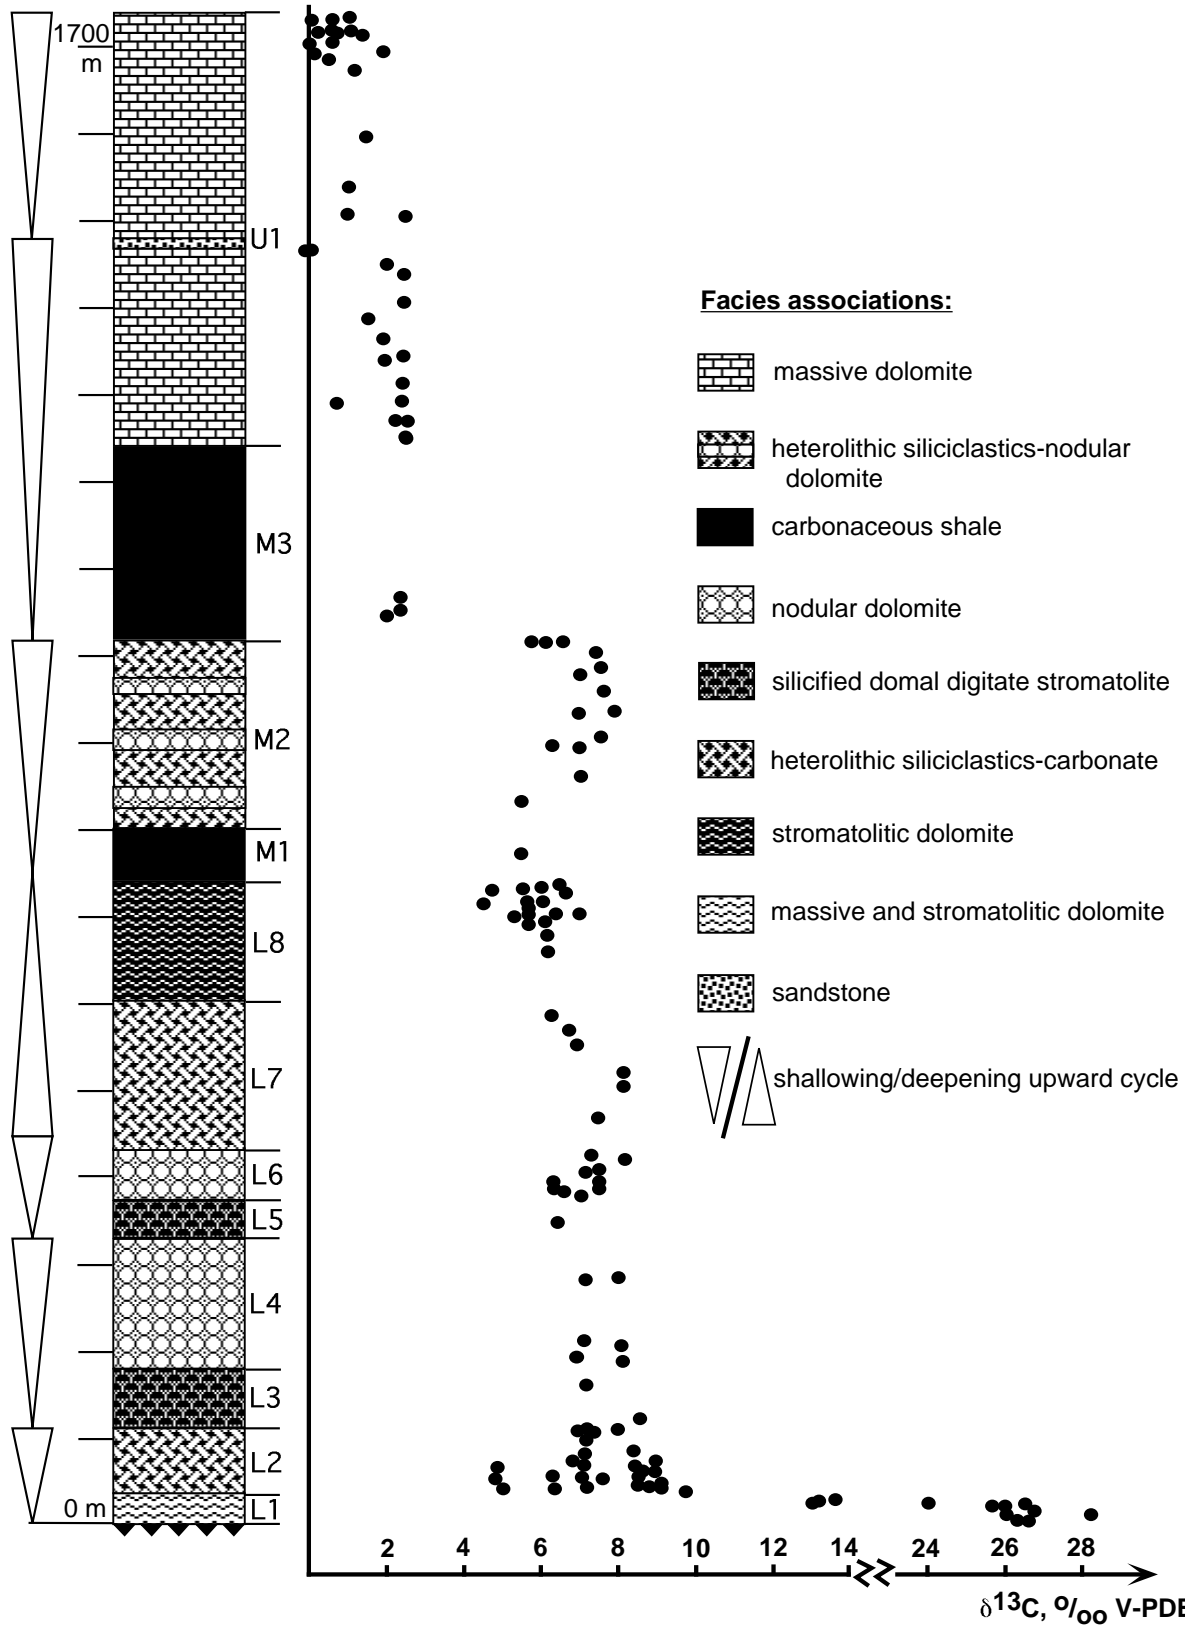 1700
m
U1
M3
M2
M1
L8
L7
L6
L5
L4
L3
L2
L1
0 m
Facies associations:
massive dolomite
heterolithic siliciclastics-nodular
dolomite
carbonaceous shale
nodular dolomite
silicified domal digitate stromatolite
heterolithic siliciclastics-carbonate
stromatolitic dolomite
massive and stromatolitic dolomite
sandstone
shallowing/deepening upward cycle
2 4 6 8 10 12 14 24 26 28
δ13C, o/oo V-PDB